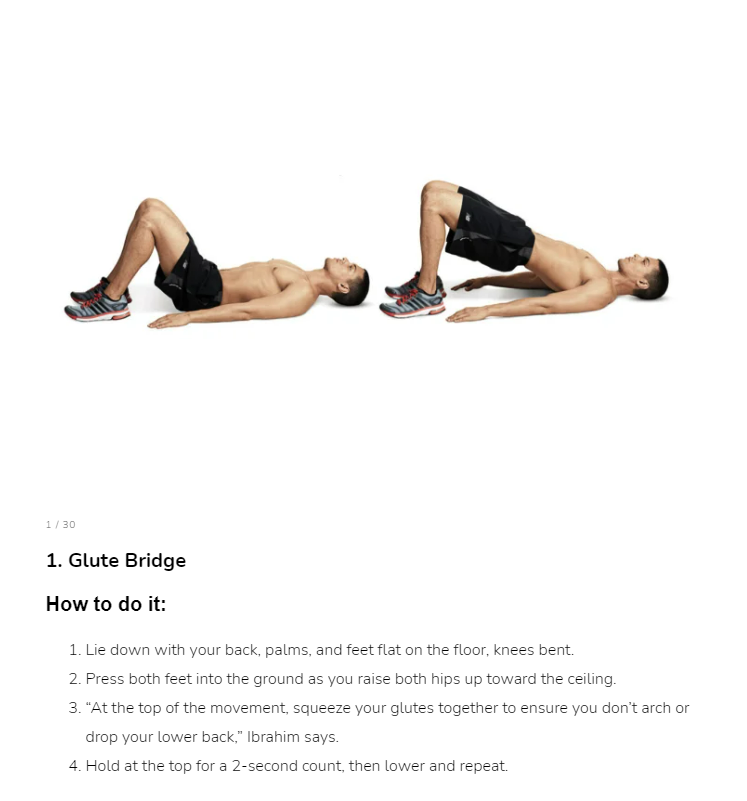 1 / 30
1. Glute Bridge
How to do it:
1. Lie down with your back, palms, and feet flat on the floor, knees bent.
2. Press both feet into the ground as you raise both hips up toward the ceiling.
3. “At the top of the movement, squeeze your glutes together to ensure you don’t arch or
drop your lower back,” Ibrahim says.
4. Hold at the top for a 2-second count, then lower and repeat.